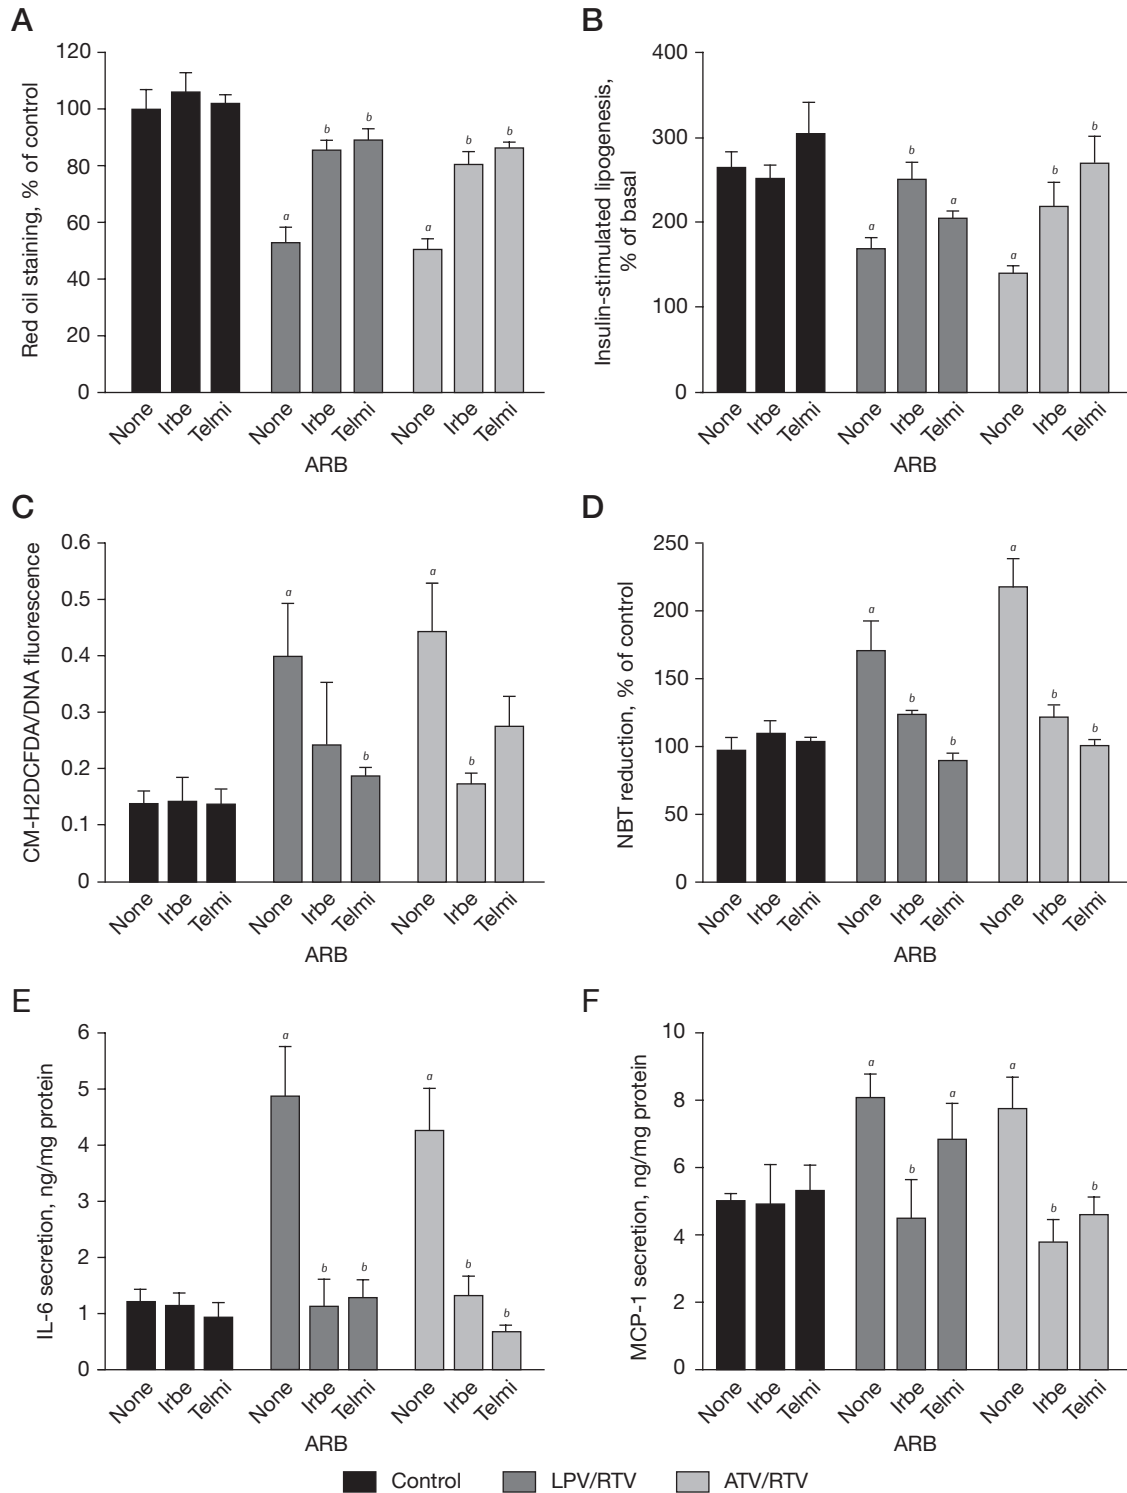 A
Red oil staining, % of control
120
100
80
60
40
20
0
a
b
b
a
b
b
None
Irbe
Telmi
None
Irbe
Telmi
None
Irbe
Telmi
ARB
B
Insulin-stimulated lipogenesis,
% of basal
400
300
200
100
0
a
b
a
a
b
b
None
Irbe
Telmi
None
Irbe
Telmi
None
Irbe
Telmi
ARB
C
CM-H2DCFDA/DNA fluorescence
0.6
0.5
0.4
0.3
0.2
0.1
0
a
b
a
b
None
Irbe
Telmi
None
Irbe
Telmi
None
Irbe
Telmi
ARB
D
NBT reduction, % of control
250
200
150
100
50
0
a
b
b
a
b
b
None
Irbe
Telmi
None
Irbe
Telmi
None
Irbe
Telmi
ARB
E
IL-6 secretion, ng/mg protein
6
5
4
3
2
1
0
a
b
b
a
b
b
None
Irbe
Telmi
None
Irbe
Telmi
None
Irbe
Telmi
ARB
F
MCP-1 secretion, ng/mg protein
10
8
6
4
2
0
a
b
a
a
b
b
None
Irbe
Telmi
None
Irbe
Telmi
None
Irbe
Telmi
ARB
Control
LPV/RTV
ATV/RTV